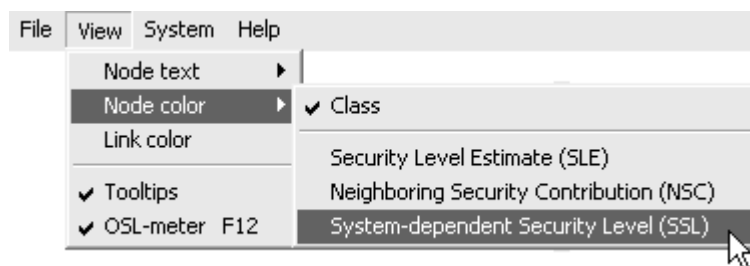 File View System Help
Node text
Node color
Link color
Tooltips
OSL-meter F12
Class
Security Level Estimate (SLE)
Neighboring Security Contribution (NSC)
System-dependent Security Level (SSL)